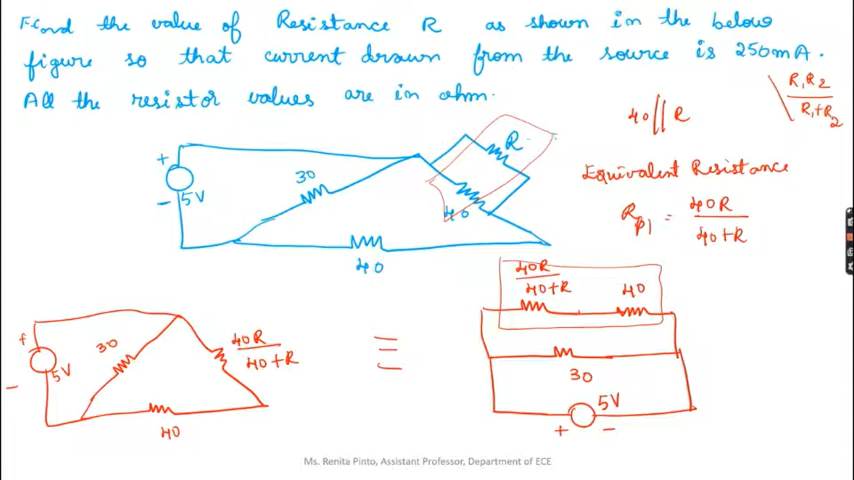 Find the value of Resistance R as shown in the below
figure so that current drawn from the source is 250mA.
All the resistor values are in ohm.
R1R2
R1+R2
40 || R
+
5V
-
30
R
40
40
Equivalent Resistance
Rp1 = 40R
40+R
+
5V
-
30
40R
40+R
40
≡
40R
40+R
40
30
5V
+ -
Ms. Renita Pinto, Assistant Professor, Department of ECE